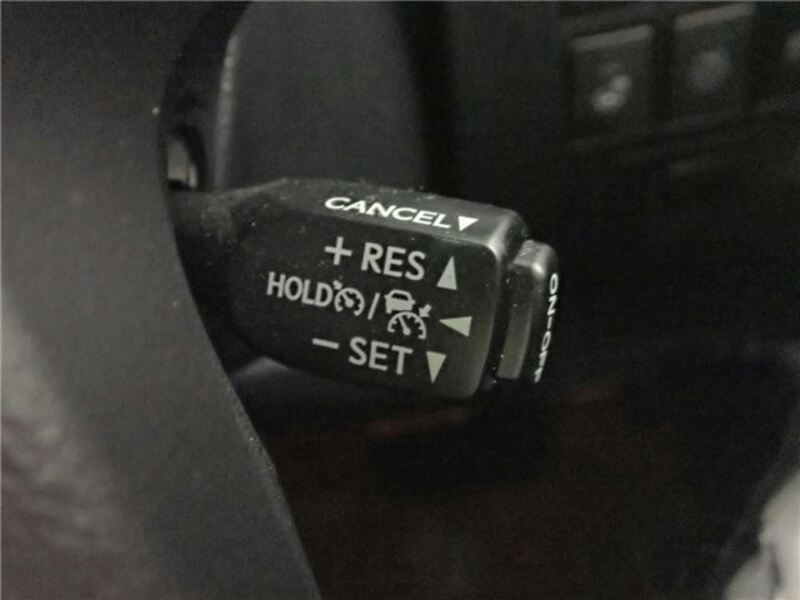 CANCEL▼
+ RES ▲
HOLD / ◀
− SET ▼
ON-OFF